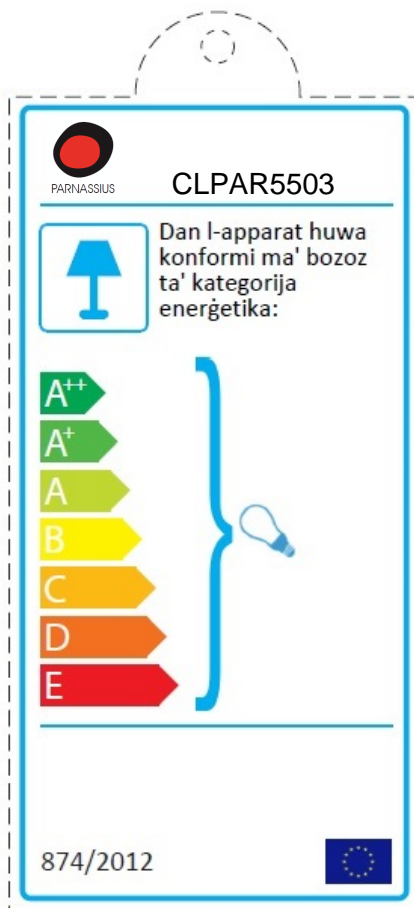 PARNASSIUS
CLPAR5503
Dan l-apparat huwa
konformi ma' bozoz
ta' kategorija
enerġetika:
A++
A+
A
B
C
D
E
874/2012